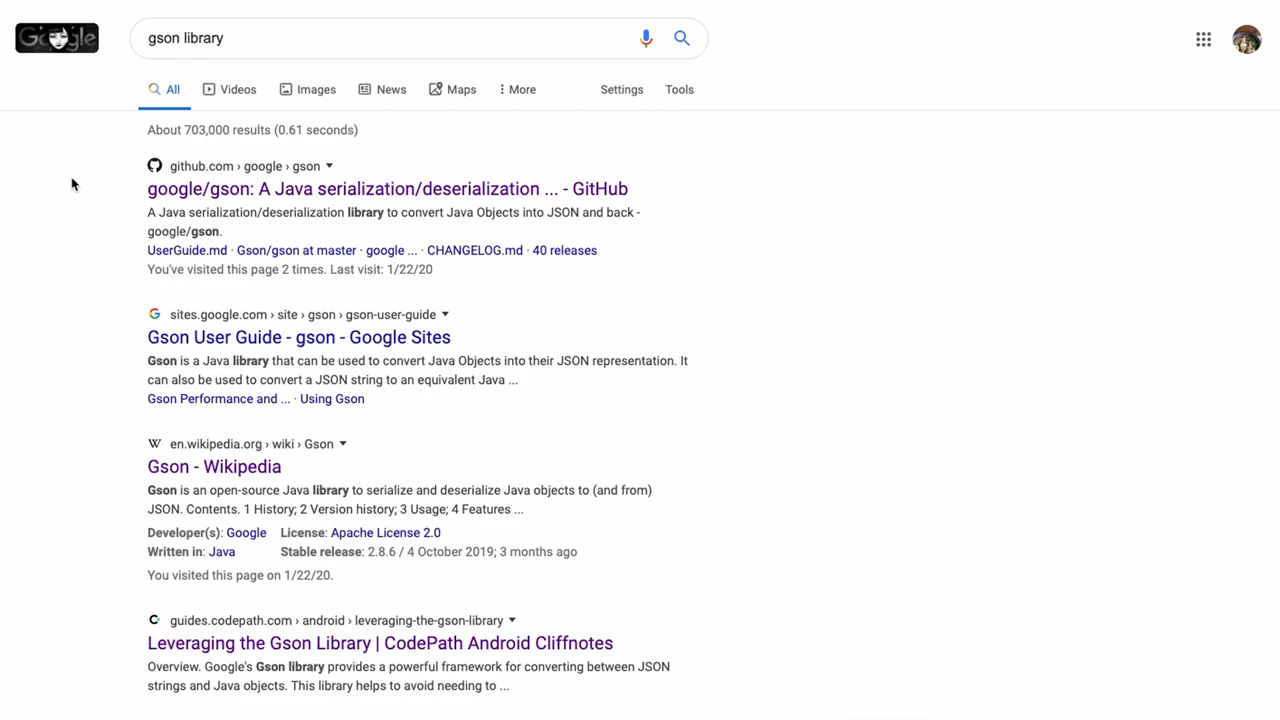 Google
gson library
All Videos Images News Maps More Settings Tools
About 703,000 results (0.61 seconds)
github.com › google › gson
google/gson: A Java serialization/deserialization ... - GitHub
A Java serialization/deserialization library to convert Java Objects into JSON and back -
google/gson.
UserGuide.md · Gson/gson at master · google ... · CHANGELOG.md · 40 releases
You've visited this page 2 times. Last visit: 1/22/20
sites.google.com › site › gson › gson-user-guide
Gson User Guide - gson - Google Sites
Gson is a Java library that can be used to convert Java Objects into their JSON representation. It
can also be used to convert a JSON string to an equivalent Java ...
Gson Performance and ... · Using Gson
en.wikipedia.org › wiki › Gson
Gson - Wikipedia
Gson is an open-source Java library to serialize and deserialize Java objects to (and from)
JSON. Contents. 1 History; 2 Version history; 3 Usage; 4 Features ...
Developer(s): Google License: Apache License 2.0
Written in: Java Stable release: 2.8.6 / 4 October 2019; 3 months ago
You visited this page on 1/22/20.
guides.codepath.com › android › leveraging-the-gson-library
Leveraging the Gson Library | CodePath Android Cliffnotes
Overview. Google's Gson library provides a powerful framework for converting between JSON
strings and Java objects. This library helps to avoid needing to ...